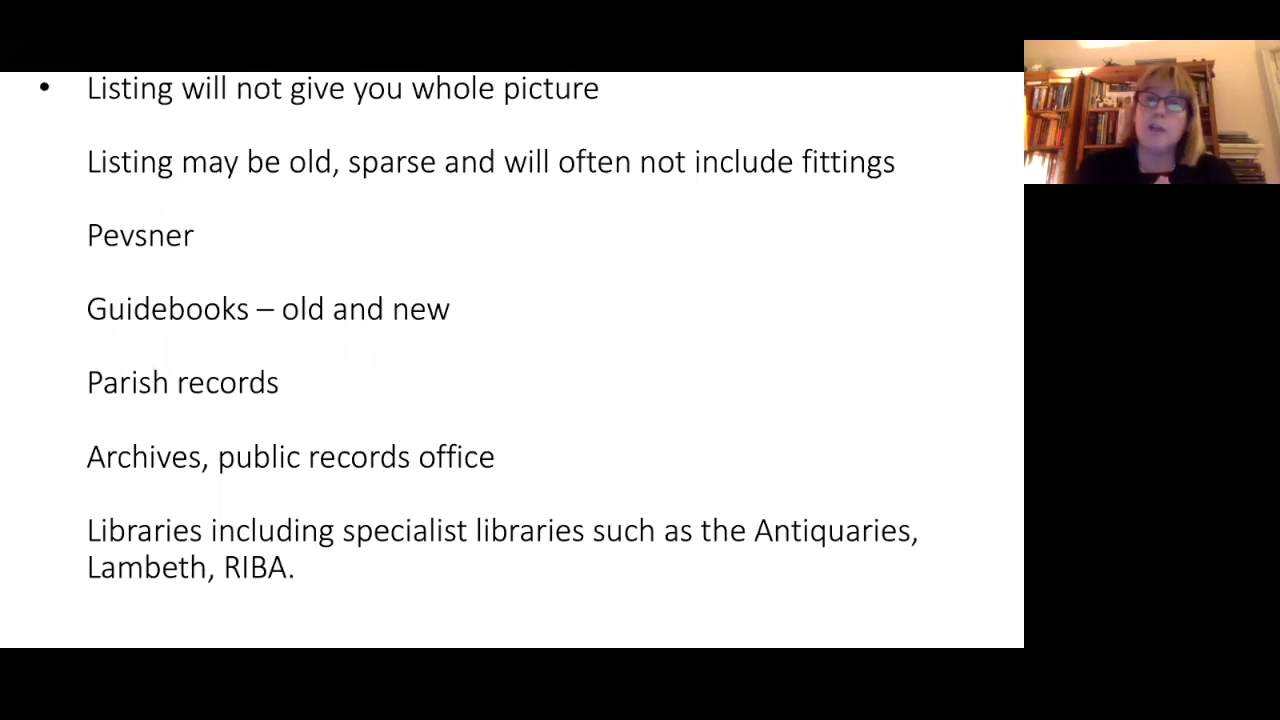 • Listing will not give you whole picture
Listing may be old, sparse and will often not include fittings
Pevsner
Guidebooks – old and new
Parish records
Archives, public records office
Libraries including specialist libraries such as the Antiquaries,
Lambeth, RIBA.